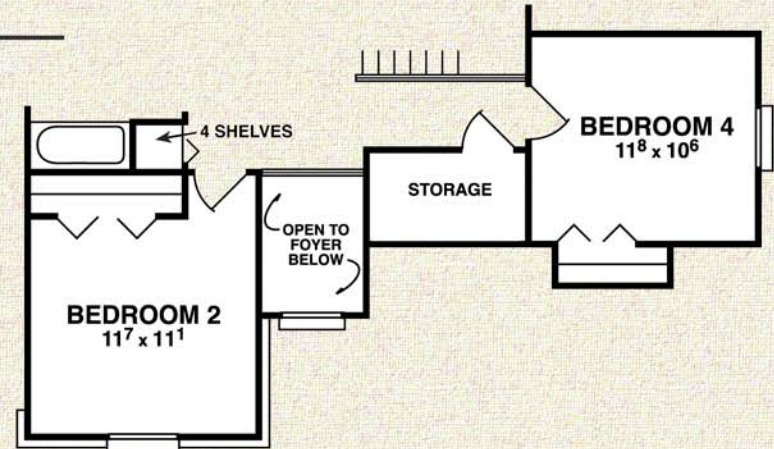 4 SHELVES
BEDROOM 4
11⁸ x 10⁶
STORAGE
OPEN TO
FOYER
BELOW
BEDROOM 2
11⁷ x 11¹